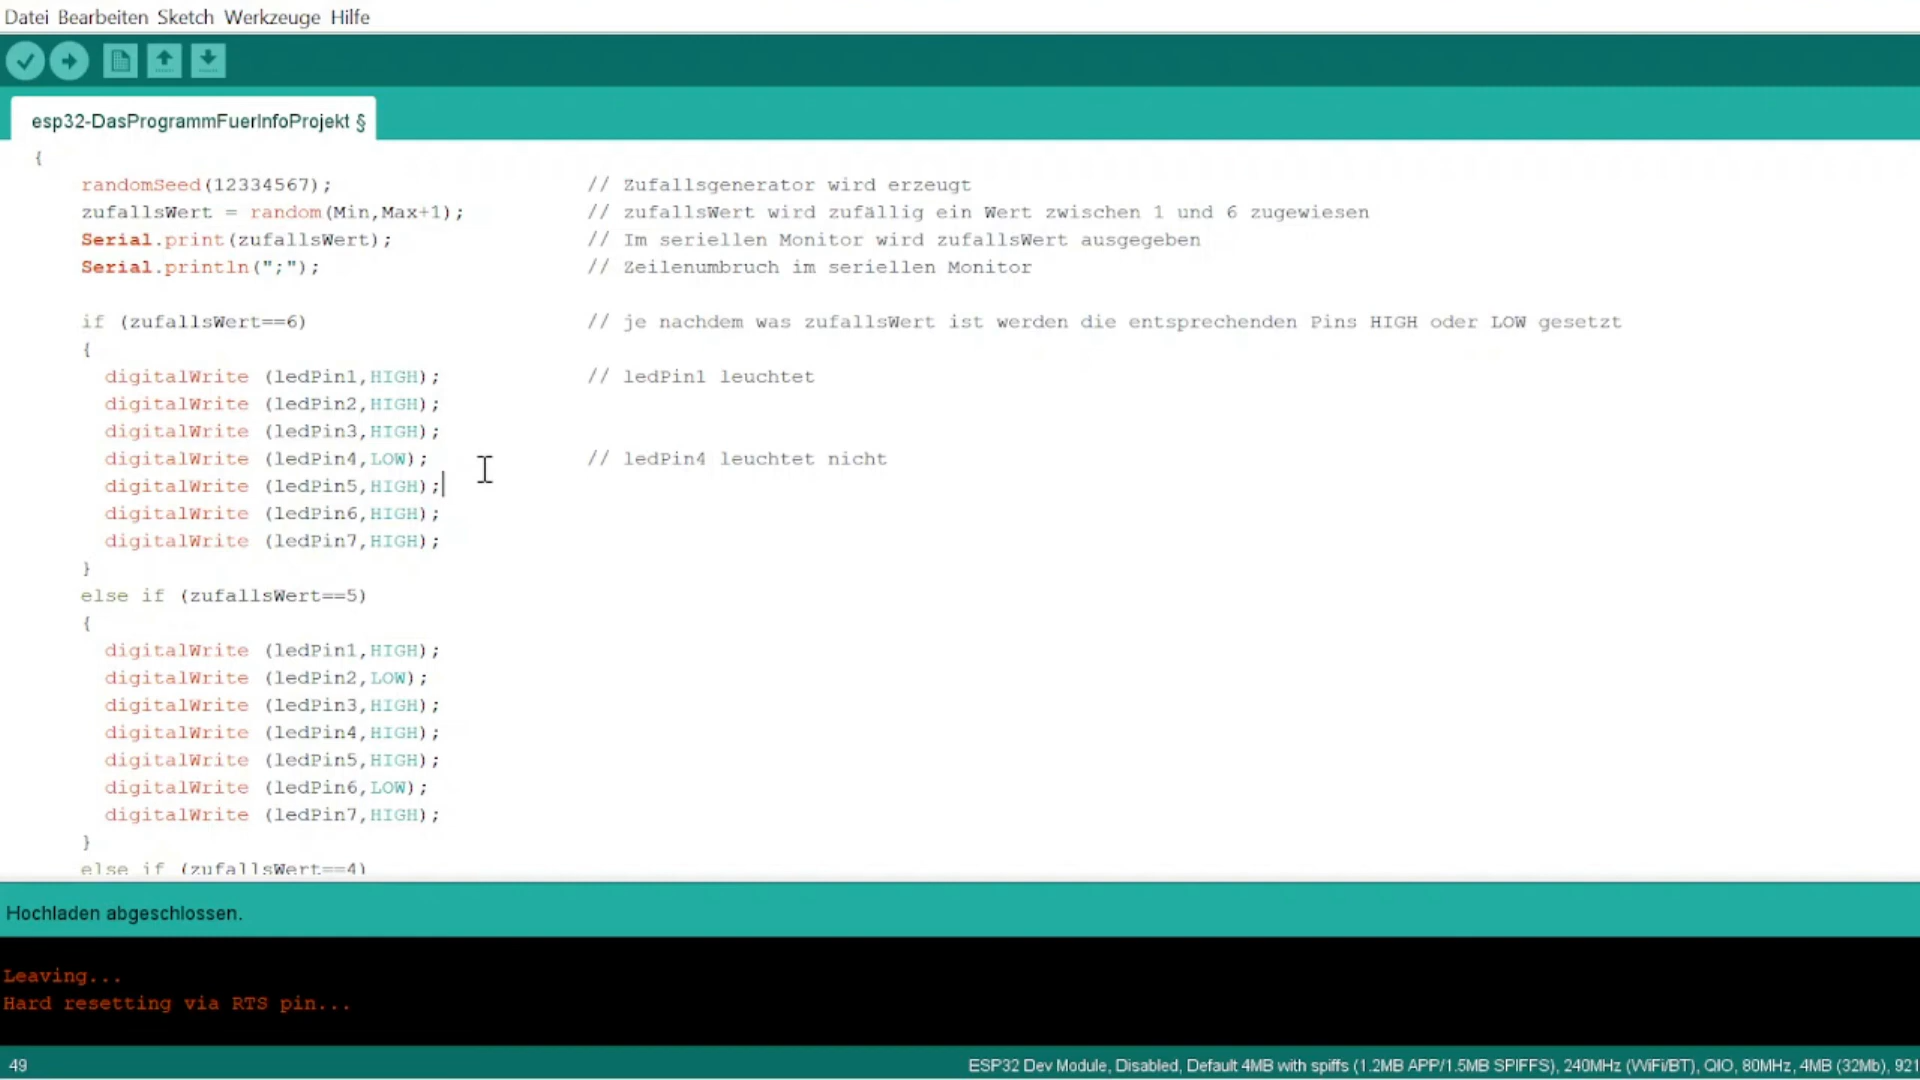 Datei Bearbeiten Sketch Werkzeuge Hilfe
esp32-DasProgrammFuerInfoProjekt §
{
randomSeed(12334567); // Zufallsgenerator wird erzeugt
zufallsWert = random(Min,Max+1); // zufallsWert wird zufällig ein Wert zwischen 1 und 6 zugewiesen
Serial.print(zufallsWert); // Im seriellen Monitor wird zufallsWert ausgegeben
Serial.println(";"); // Zeilenumbruch im seriellen Monitor
if (zufallsWert==6) // je nachdem was zufallsWert ist werden die entsprechenden Pins HIGH oder LOW gesetzt
{
digitalWrite (ledPin1,HIGH); // ledPin1 leuchtet
digitalWrite (ledPin2,HIGH);
digitalWrite (ledPin3,HIGH);
digitalWrite (ledPin4,LOW); // ledPin4 leuchtet nicht
digitalWrite (ledPin5,HIGH);
digitalWrite (ledPin6,HIGH);
digitalWrite (ledPin7,HIGH);
}
else if (zufallsWert==5)
{
digitalWrite (ledPin1,HIGH);
digitalWrite (ledPin2,LOW);
digitalWrite (ledPin3,HIGH);
digitalWrite (ledPin4,HIGH);
digitalWrite (ledPin5,HIGH);
digitalWrite (ledPin6,LOW);
digitalWrite (ledPin7,HIGH);
}
else if (zufallsWert==4)
Hochladen abgeschlossen.
Leaving...
Hard resetting via RTS pin...
49
ESP32 Dev Module, Disabled, Default 4MB with spiffs (1.2MB APP/1.5MB SPIFFS), 240MHz (WiFi/BT), QIO, 80MHz, 4MB (32Mb), 921